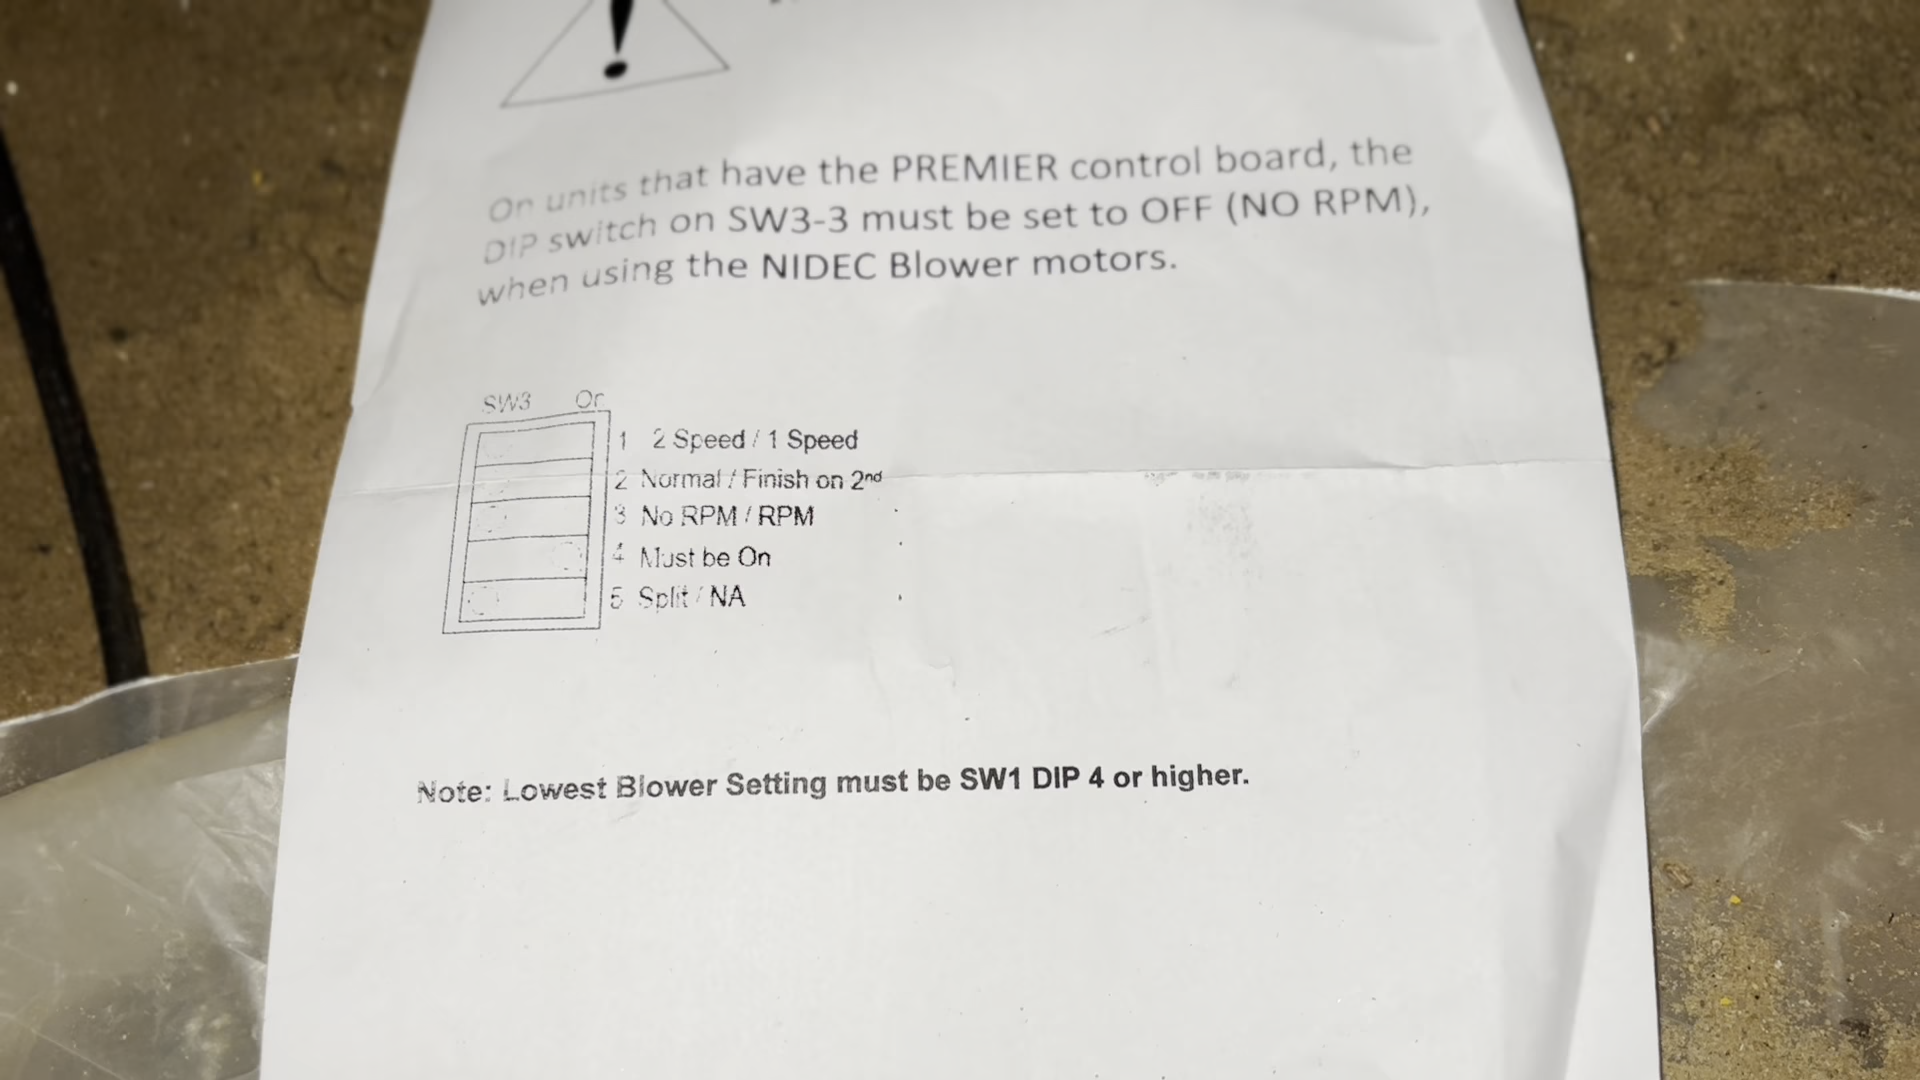 On units that have the PREMIER control board, the
DIP switch on SW3-3 must be set to OFF (NO RPM),
when using the NIDEC Blower motors.
SW3 On
1 2 Speed / 1 Speed
2 Normal / Finish on 2nd
3 No RPM / RPM
4 Must be On
5 Split / NA
Note: Lowest Blower Setting must be SW1 DIP 4 or higher.